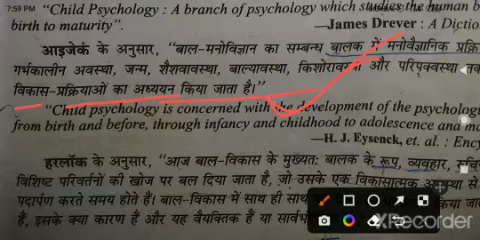 7:59 PM
"Child Psychology : A branch of psychology which studies the human b
birth to maturity".
—James Drever : A Dictio
आइजेंक के अनुसार, "बाल-मनोविज्ञान का सम्बन्ध बालक में मनोवैज्ञानिक प्रक्रि
गर्भकालीन अवस्था, जन्म, शैशवावस्था, बाल्यावस्था, किशोरावस्था और परिपक्वस्था तक
विकास-प्रक्रियाओं का अध्ययन किया जाता है।"
"Child psychology is concerned with the development of the psycholog
from birth and before, through infancy and childhood to adolescence and ma
—H. J. Eysenck, et. al. : Ency
हरलॉक के अनुसार, "आज बाल-विकास के मुख्यतः बालक के रूप, व्यवहार, रुचि
विशिष्ट परिवर्तनों की खोज पर बल दिया जाता है, जो उसके एक विकासात्मक अवस्था से
पदार्पण करते समय होते हैं। बाल-विकास में साथ ही साथ
है, इसके क्या कारण हैं और यह वैयक्तिक हैं या सार्वभ